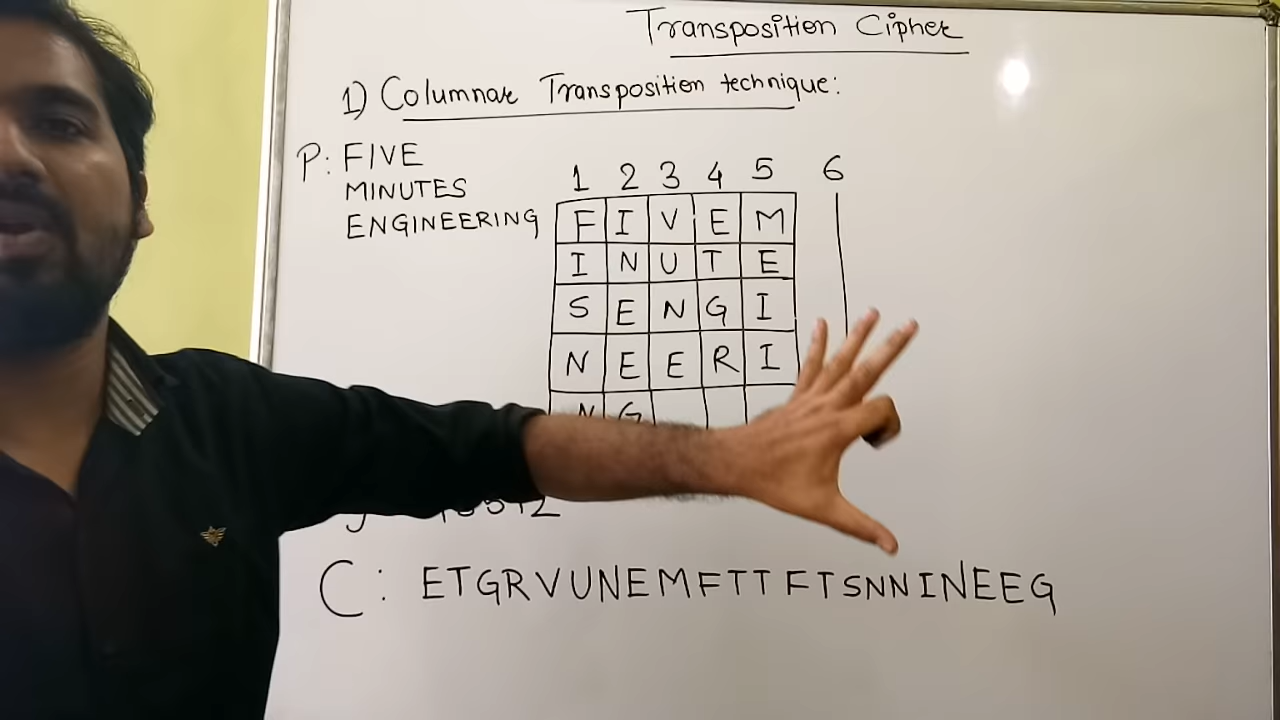 Transposition Cipher
1) Columnar Transposition technique:
P: FIVE
MINUTES
ENGINEERING
1 2 3 4 5 6
F I V E M
I N U T E
S E N G I
N E E R I
N G
C: ETGRVUNEMFTTFTSNNINEEG